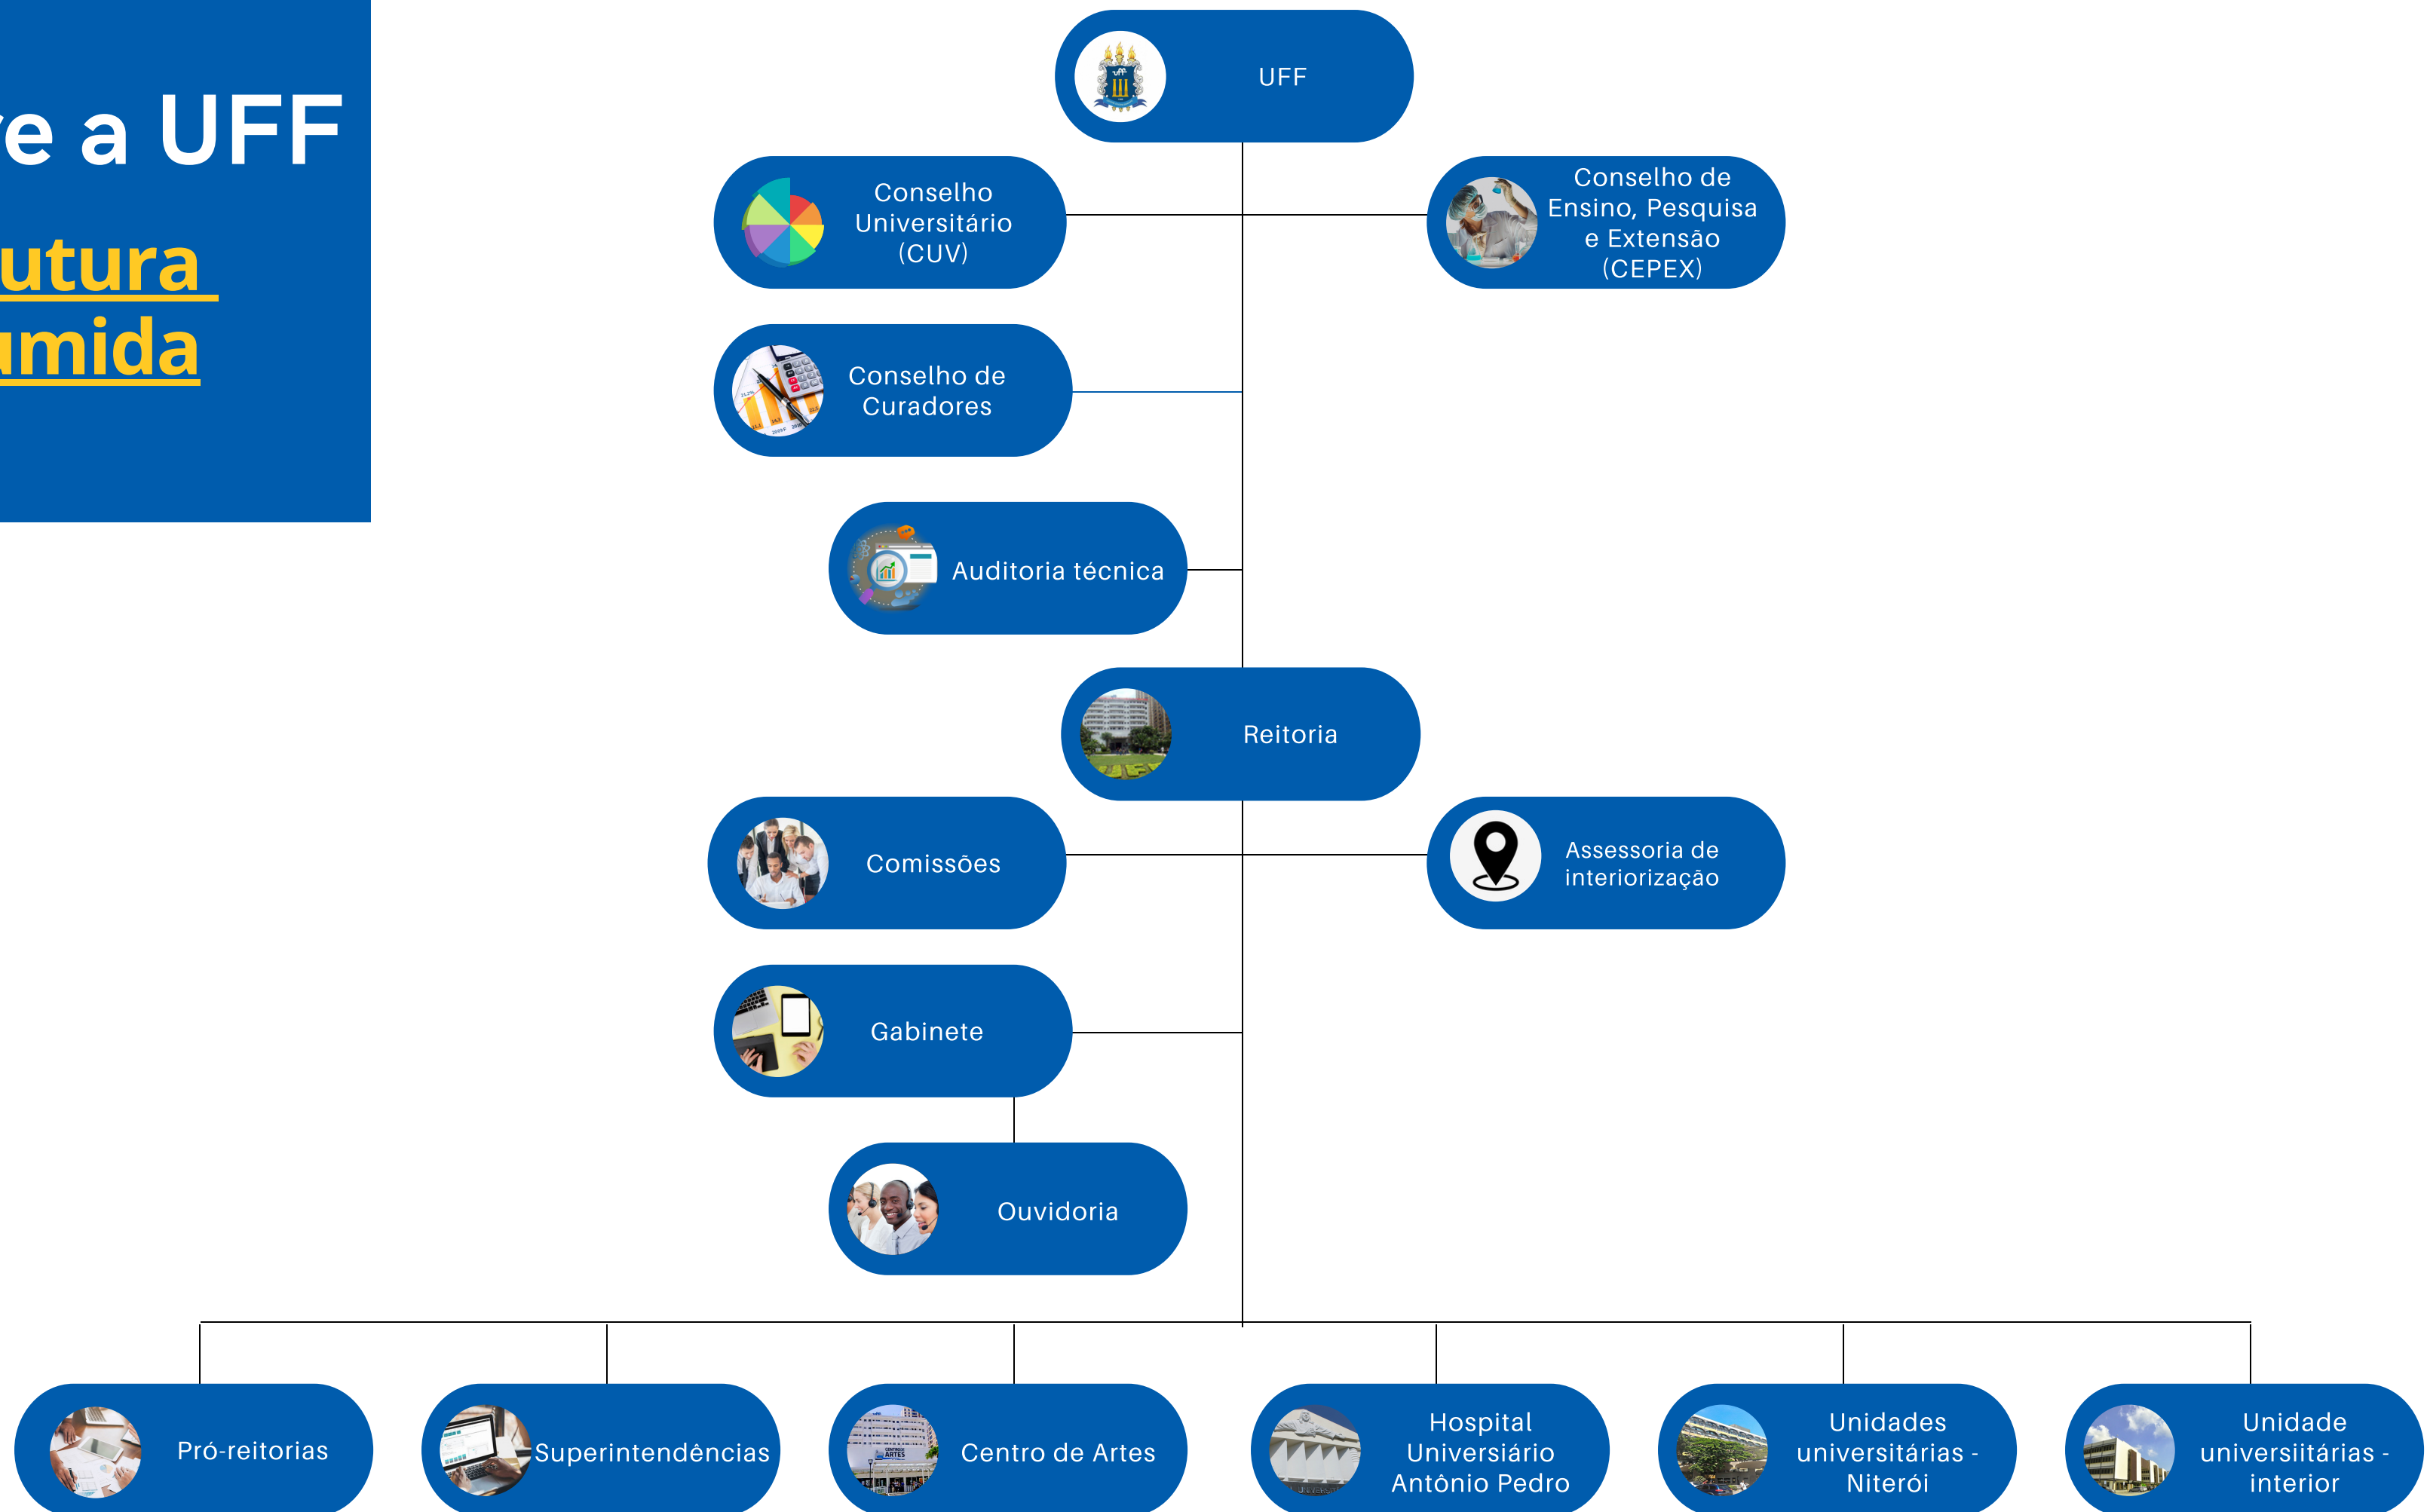 re a UFF
utura
umida
UFF
Conselho
Universitário
(CUV)
Conselho de
Ensino, Pesquisa
e Extensão
(CEPEX)
Conselho de
Curadores
Auditoria técnica
Reitoria
Comissões
Assessoria de
interiorização
Gabinete
Ouvidoria
Pró-reitorias
Superintendências
Centro de Artes
Hospital
Universiário
Antônio Pedro
Unidades
universitárias -
Niterói
Unidade
universiitárias -
interior